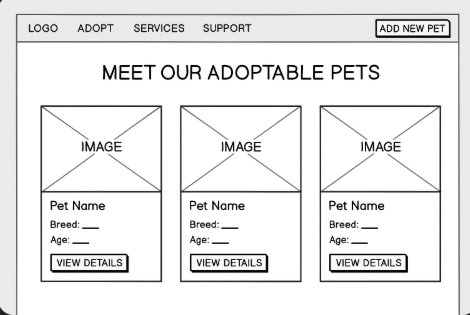 LOGO ADOPT SERVICES SUPPORT ADD NEW PET
MEET OUR ADOPTABLE PETS
IMAGE IMAGE IMAGE
Pet Name Pet Name Pet Name
Breed: ___ Breed: ___ Breed: ___
Age: ___ Age: ___ Age: ___
VIEW DETAILS VIEW DETAILS VIEW DETAILS